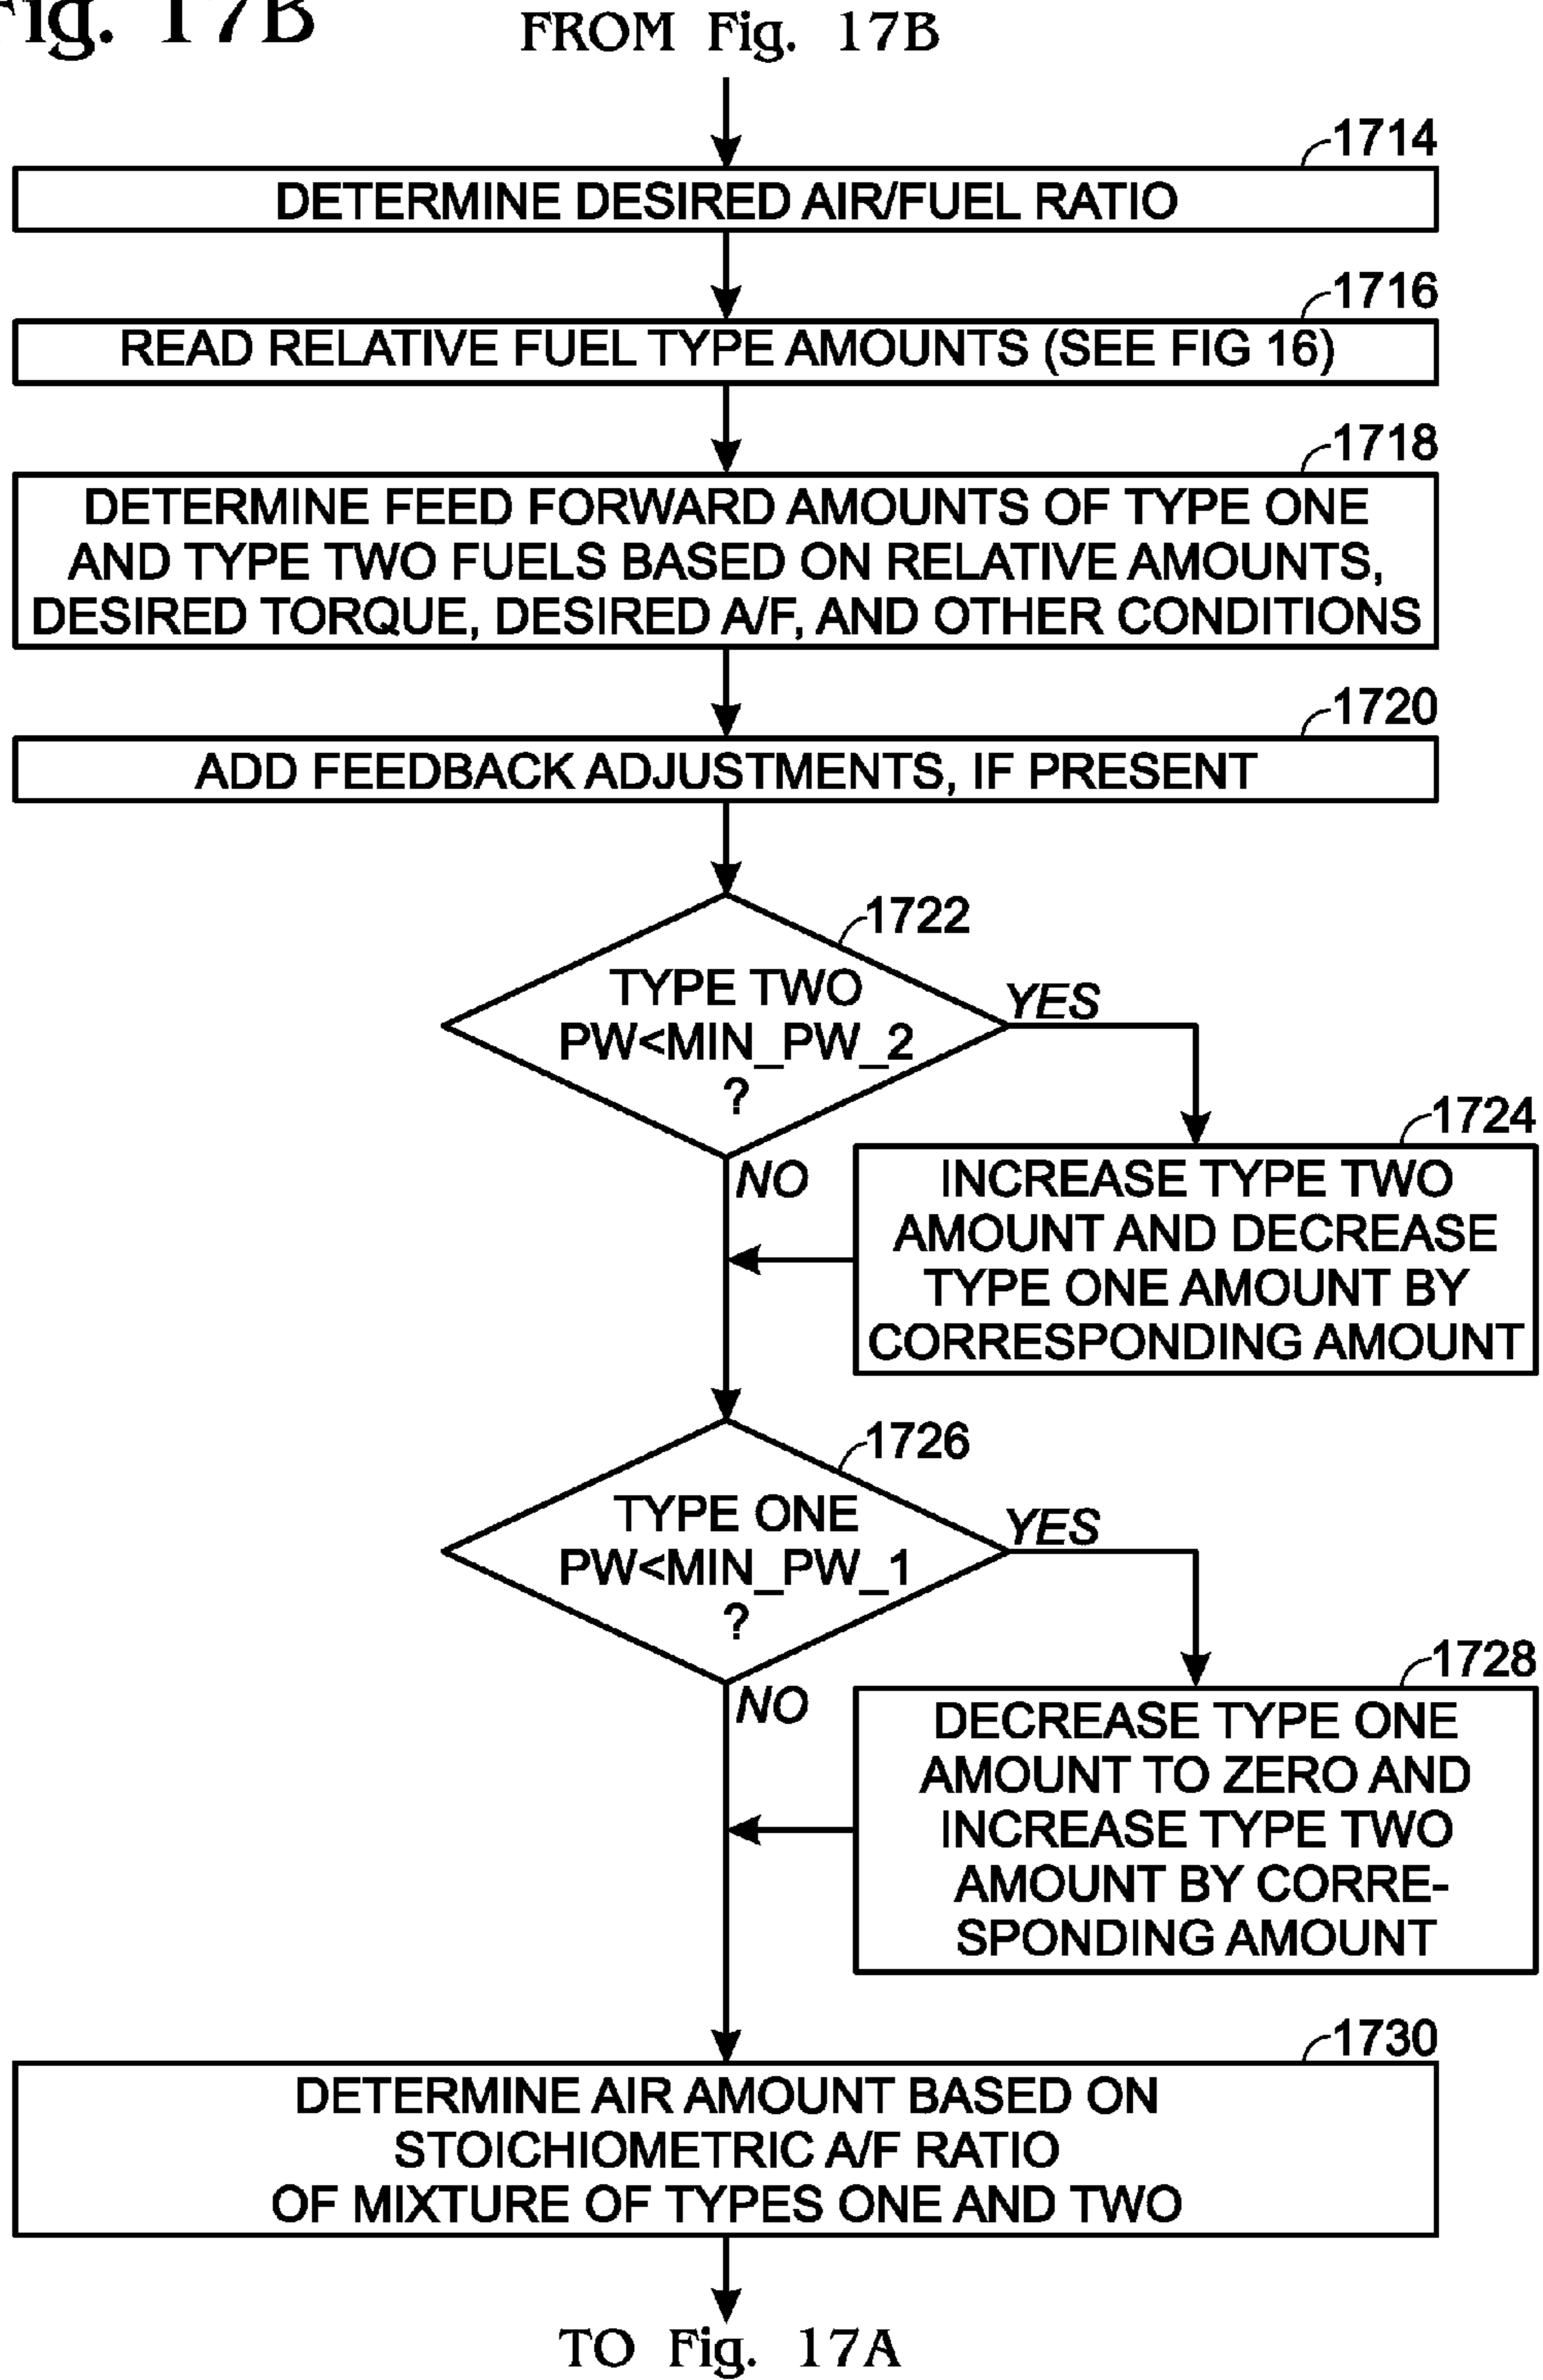 Fig. 17B
FROM Fig. 17B
1714
DETERMINE DESIRED AIR/FUEL RATIO
1716
READ RELATIVE FUEL TYPE AMOUNTS (SEE FIG 16)
1718
DETERMINE FEED FORWARD AMOUNTS OF TYPE ONE
AND TYPE TWO FUELS BASED ON RELATIVE AMOUNTS,
DESIRED TORQUE, DESIRED A/F, AND OTHER CONDITIONS
1720
ADD FEEDBACK ADJUSTMENTS, IF PRESENT
1722
TYPE TWO
PW<MIN_PW_2
?
YES
NO
1724
INCREASE TYPE TWO
AMOUNT AND DECREASE
TYPE ONE AMOUNT BY
CORRESPONDING AMOUNT
1726
TYPE ONE
PW<MIN_PW_1
?
YES
NO
1728
DECREASE TYPE ONE
AMOUNT TO ZERO AND
INCREASE TYPE TWO
AMOUNT BY CORRE-
SPONDING AMOUNT
1730
DETERMINE AIR AMOUNT BASED ON
STOICHIOMETRIC A/F RATIO
OF MIXTURE OF TYPES ONE AND TWO
TO Fig. 17A